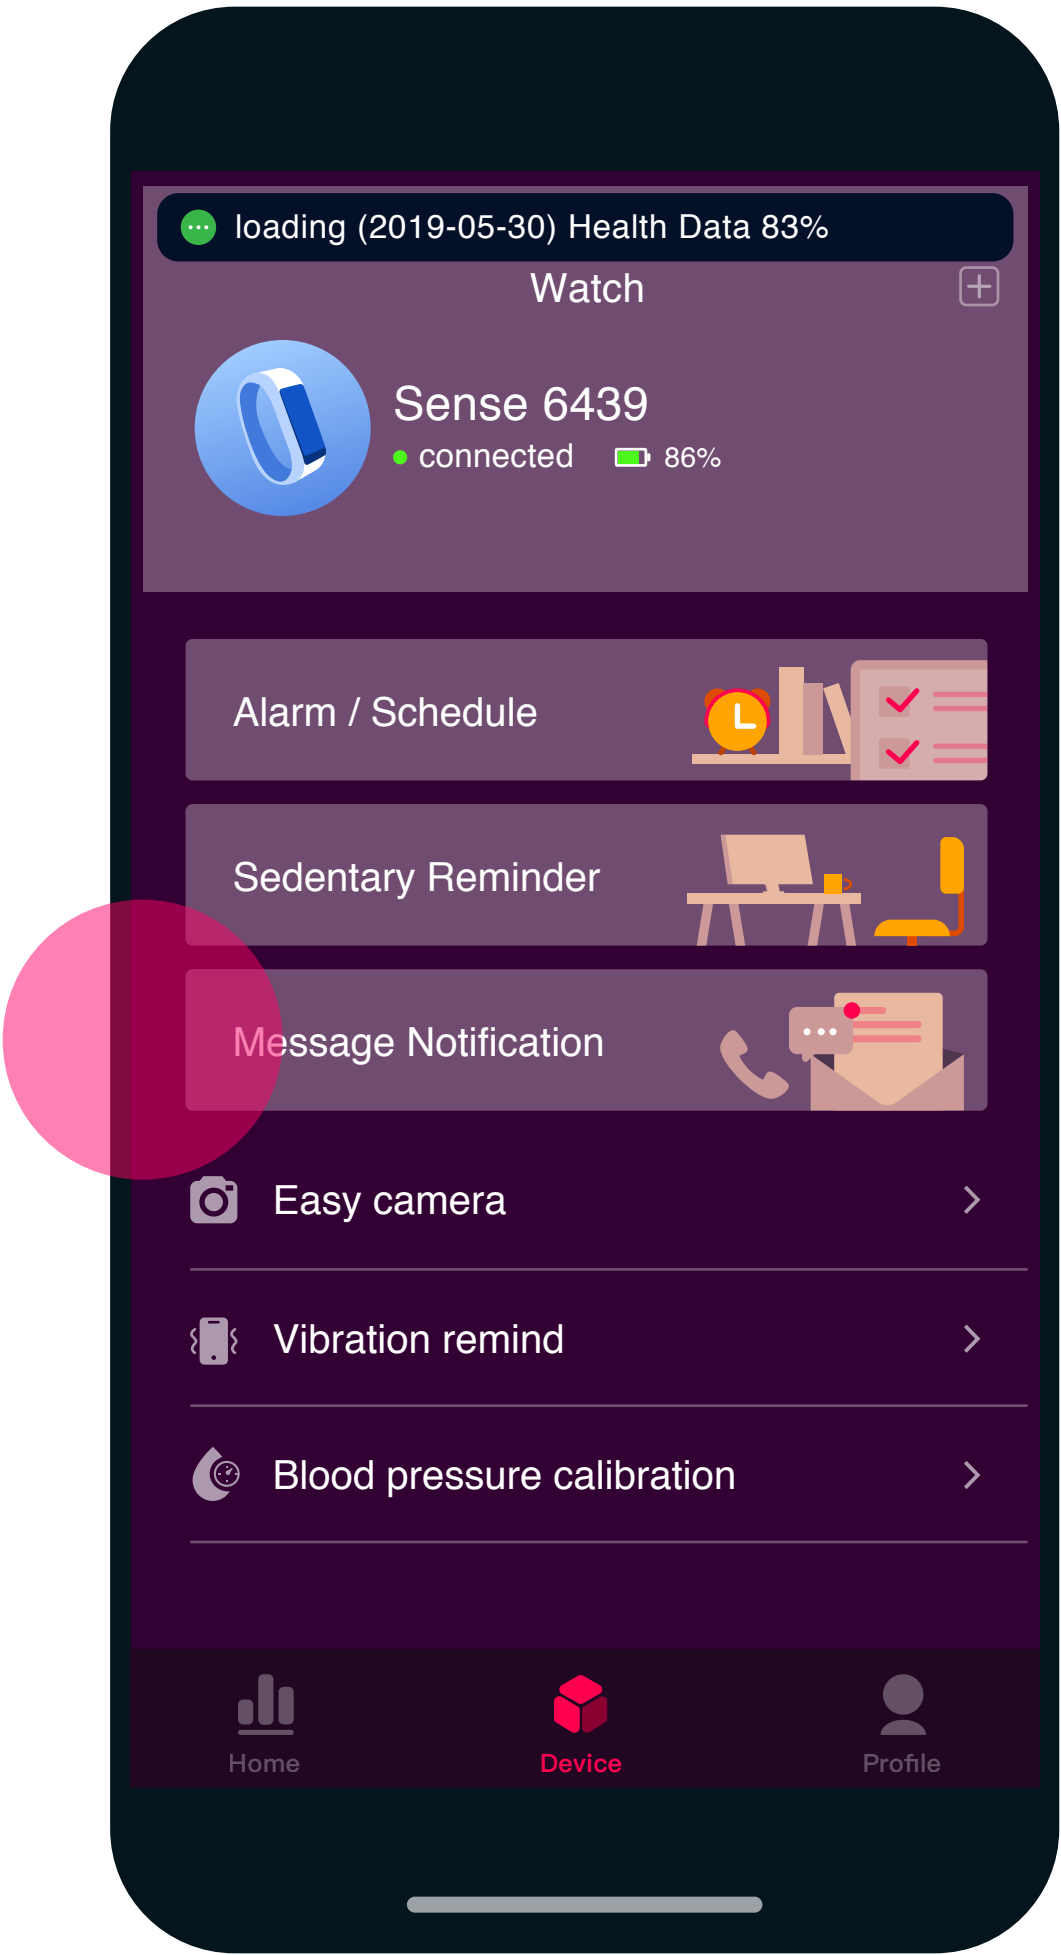 loading (2019-05-30) Health Data 83%
Watch
Sense 6439
connected 86%
Alarm / Schedule
Sedentary Reminder
Message Notification
Easy camera
Vibration remind
Blood pressure calibration
Home Device Profile